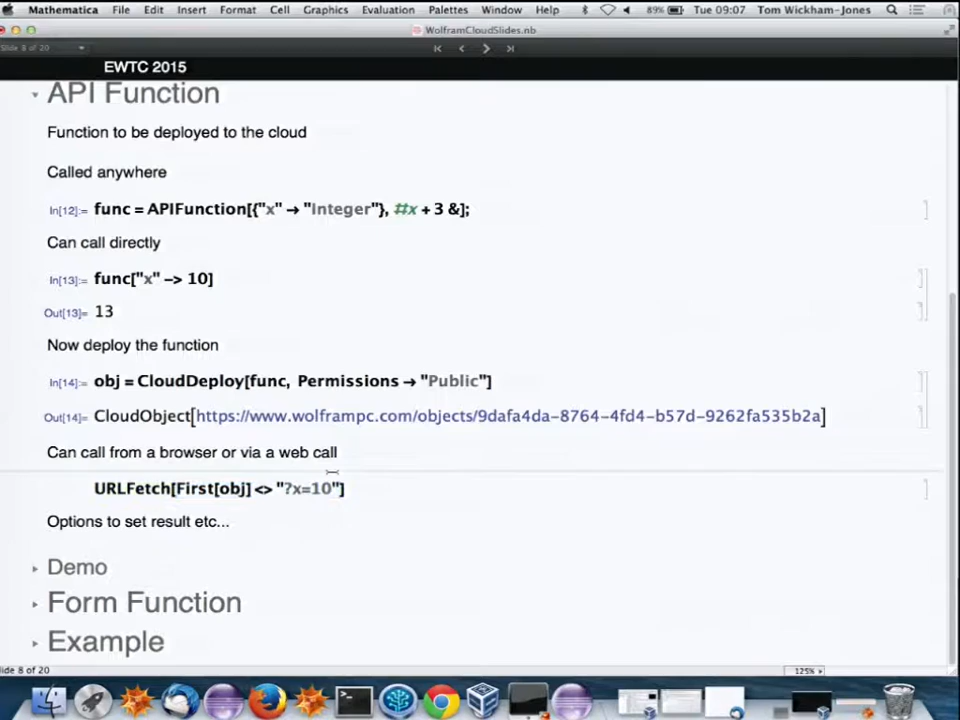 Mathematica File Edit Insert Format Cell Graphics Evaluation Palettes Window Help 89% Tue 09:07 Tom Wickham-Jones
WolframCloudSlides.nb
Slide 8 of 20
EWTC 2015
API Function
Function to be deployed to the cloud
Called anywhere
In[12]:= func = APIFunction[{"x" → "Integer"}, #x + 3 &];
Can call directly
In[13]:= func["x" -> 10]
Out[13]= 13
Now deploy the function
In[14]:= obj = CloudDeploy[func, Permissions → "Public"]
Out[14]= CloudObject[https://www.wolframpc.com/objects/9dafa4da-8764-4fd4-b57d-9262fa535b2a]
Can call from a browser or via a web call
URLFetch[First[obj] <> "?x=10"]
Options to set result etc...
Demo
Form Function
Example
Slide 8 of 20
125%